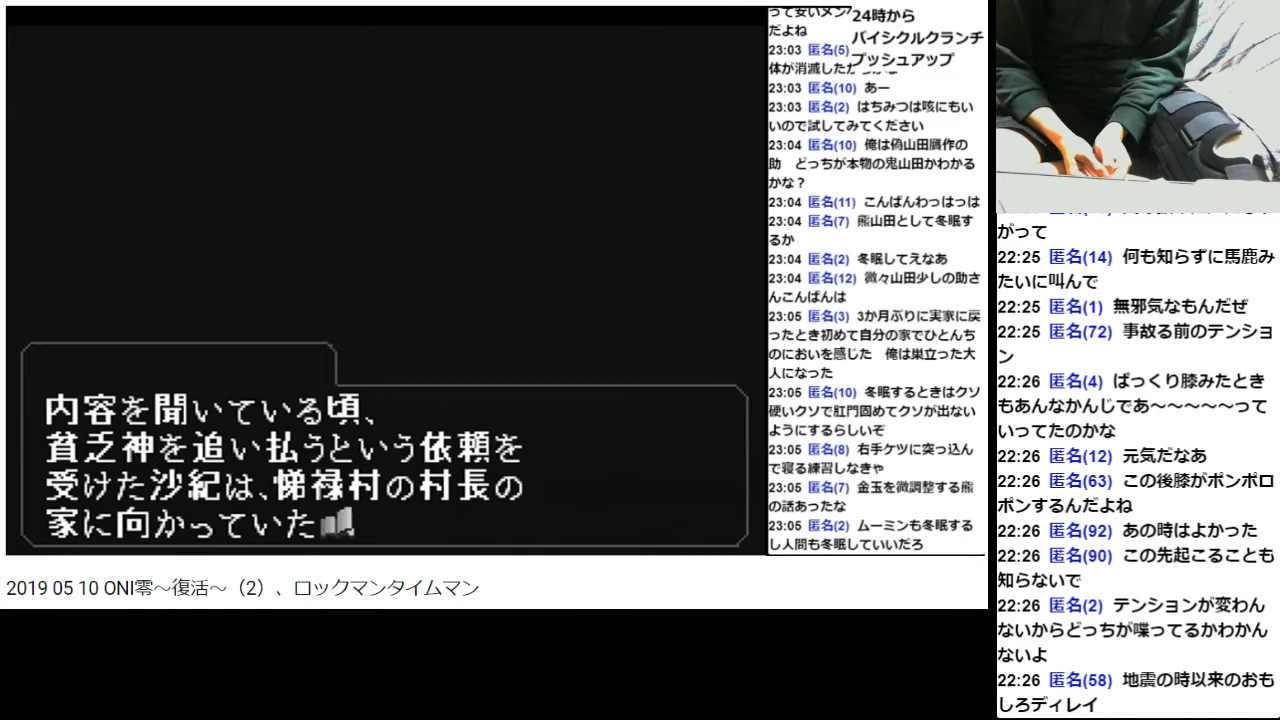 内容を聞いている頃、
貧乏神を追い払うという依頼を
受けた沙紀は、悌禄村の村長の
家に向かっていた
2019 05 10 ONI零～復活～（2）、ロックマンタイムマン
24時から
バイシクルクランチ
プッシュアップ
って安いメン
だよね
23:03 匿名(5)
体が消滅した
23:03 匿名(10) あー
23:03 匿名(2) はちみつは咳にもい
いので試してみてください
23:04 匿名(10) 俺は偽山田贋作の
助　どっちが本物の鬼山田かわかる
かな？
23:04 匿名(11) こんばんわっはっは
23:04 匿名(7) 熊山田として冬眠す
るか
23:04 匿名(2) 冬眠してえなあ
23:04 匿名(12) 微々山田少しの助さ
んこんばんは
23:05 匿名(3) 3か月ぶりに実家に戻
ったとき初めて自分の家でひとんち
のにおいを感じた　俺は巣立った大
人になった
23:05 匿名(10) 冬眠するときはクソ
硬いクソで肛門固めてクソが出ない
ようにするらしいぞ
23:05 匿名(8) 右手ケツに突っ込ん
で寝る練習しなきゃ
23:05 匿名(7) 金玉を微調整する熊
の話あったな
23:05 匿名(2) ムーミンも冬眠する
し人間も冬眠していいだろ
がって
22:25 匿名(14) 何も知らずに馬鹿み
たいに叫んで
22:25 匿名(1) 無邪気なもんだぜ
22:25 匿名(72) 事故る前のテンショ
ン
22:26 匿名(4) ぱっくり膝みたとき
もあんなかんじであ～～～～～って
いってたのかな
22:26 匿名(12) 元気だなあ
22:26 匿名(63) この後膝がポンポロ
ポンするんだよね
22:26 匿名(92) あの時はよかった
22:26 匿名(90) この先起こることも
知らないで
22:26 匿名(2) テンションが変わん
ないからどっちが喋ってるかわかん
ないよ
22:26 匿名(58) 地震の時以来のおも
しろディレイ